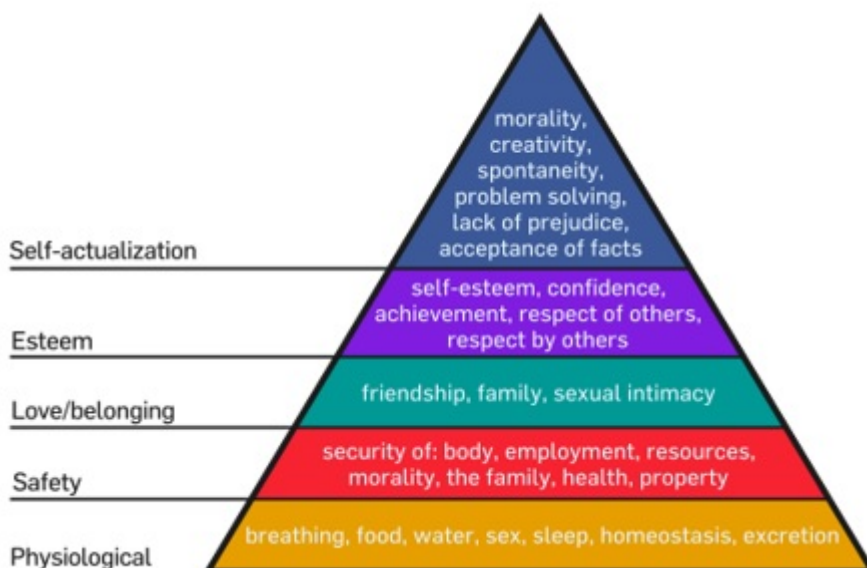 morality,
creativity,
spontaneity,
problem solving,
lack of prejudice,
acceptance of facts
Self-actualization
self-esteem, confidence,
achievement, respect of others,
respect by others
Esteem
friendship, family, sexual intimacy
Love/belonging
security of: body, employment, resources,
morality, the family, health, property
Safety
breathing, food, water, sex, sleep, homeostasis, excretion
Physiological